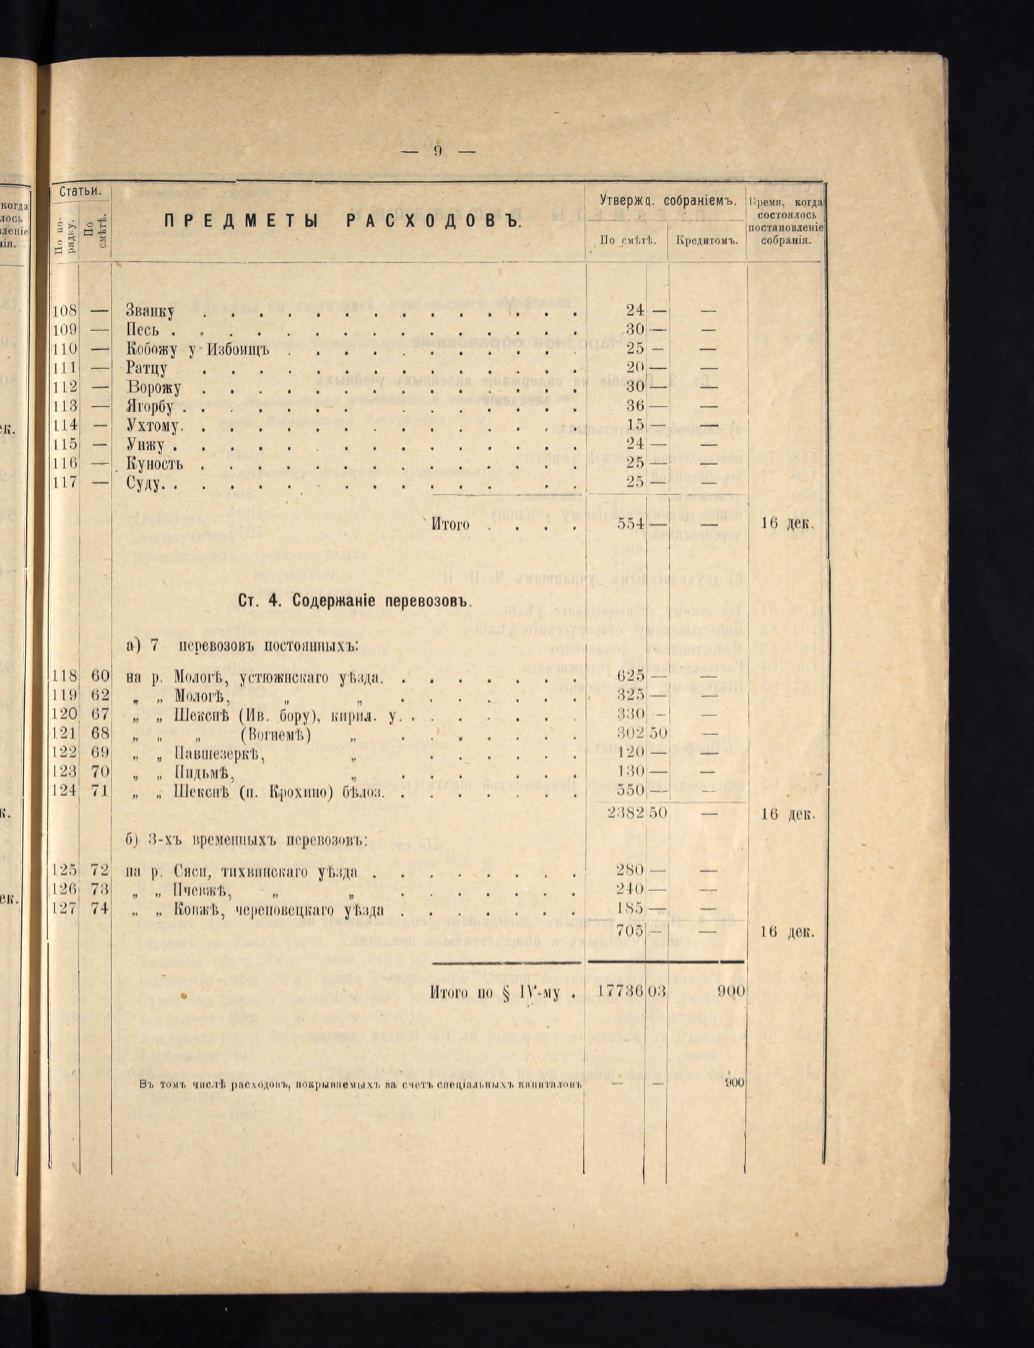 — 9 —
Статьи.
По порядку.
По смѣтѣ.
ПРЕДМЕТЫ РАСХОДОВЪ.
Утвержд. собраніемъ.
По смѣтѣ.
Кредитомъ.
Время, когда
состоялось
постановленіе
собранія.
108 — Званку . . . . . . . . . . . . . . 24 — —
109 — Песь . . . . . . . . . . . . . . . 30 — —
110 — Кобожу у Избоищъ . . . . . . . . . . . 25 — —
111 — Ратцу . . . . . . . . . . . . . . 20 — —
112 — Ворожу . . . . . . . . . . . . . . 30 — —
113 — Ягорбу . . . . . . . . . . . . . . 36 — —
114 — Ухтому. . . . . . . . . . . . . . . 15 — —
115 — Унжу . . . . . . . . . . . . . . . 24 — —
116 — Куность . . . . . . . . . . . . . . 25 — —
117 — Суду. . . . . . . . . . . . . . . 25 — —
Итого . . . . 554 — — 16 дек.
Ст. 4. Содержаніе перевозовъ.
а) 7 перевозовъ постоянныхъ:
118 60 на р. Мологѣ, устюжнскаго уѣзда. . . . . . . . 625 — —
119 62 „ „ Мологѣ, „ „ . . . . . . . 325 — —
120 67 „ „ Шекснѣ (Ив. бору), кирил. у. . . . . . . . 330 — —
121 68 „ „ „ (Вогнемѣ) „ . . . . . . . 302 50 —
122 69 „ „ Павшезеркѣ, „ . . . . . . 120 — —
123 70 „ „ Пидьмѣ, „ . . . . . . 130 — —
124 71 „ „ Шекснѣ (п. Крохино) бѣлоз. . . . . . . . 550 — —
2382 50 — 16 дек.
б) 3-хъ временныхъ перевозовъ:
125 72 на р. Сяси, тихвинскаго уѣзда . . . . . . . . 280 — —
126 73 „ „ Пчевжѣ, „ „ . . . . . . . 240 — —
127 74 „ „ Ковжѣ, череповецкаго уѣзда . . . . . . . 185 — —
705 — — 16 дек.
Итого по § IV-му . 17736 03 900
Въ томъ числѣ расходовъ, покрываемыхъ на счетъ спеціальныхъ капиталовъ — — 900